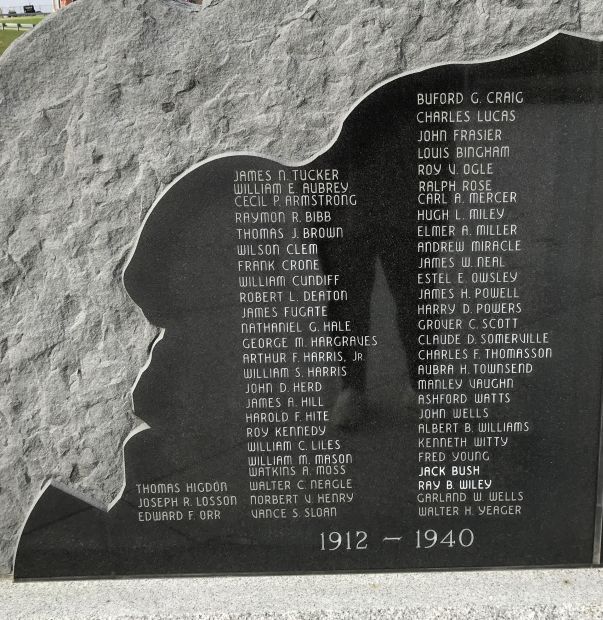 THOMAS HIGDON
JOSEPH R. LOSSON
EDWARD F. ORR
JAMES N. TUCKER
WILLIAM E. AUBREY
CECIL P. ARMSTRONG
RAYMON R. BIBB
THOMAS J. BROWN
WILSON CLEM
FRANK CRONE
WILLIAM CUNDIFF
ROBERT L. DEATON
JAMES FUGATE
NATHANIEL G. HALE
GEORGE M. HARGRAVES
ARTHUR F. HARRIS, JR.
WILLIAM S. HARRIS
JOHN D. HERD
JAMES A. HILL
HAROLD F. HITE
ROY KENNEDY
WILLIAM C. LILES
WILLIAM M. MASON
WATKINS A. MOSS
WALTER C. NEAGLE
NORBERT V. HENRY
VANCE S. SLOAN
BUFORD G. CRAIG
CHARLES LUCAS
JOHN FRASIER
LOUIS BINGHAM
ROY V. OGLE
RALPH ROSE
CARL A. MERCER
HUGH L. MILEY
ELMER A. MILLER
ANDREW MIRACLE
JAMES W. NEAL
ESTEL E. OWSLEY
JAMES H. POWELL
HARRY D. POWERS
GROVER C. SCOTT
CLAUDE D. SOMERVILLE
CHARLES F. THOMASSON
AUBRA H. TOWNSEND
MANLEY VAUGHN
ASHFORD WATTS
JOHN WELLS
ALBERT B. WILLIAMS
KENNETH WITTY
FRED YOUNG
JACK BUSH
RAY B. WILEY
GARLAND W. WELLS
WALTER H. YEAGER
1912 – 1940